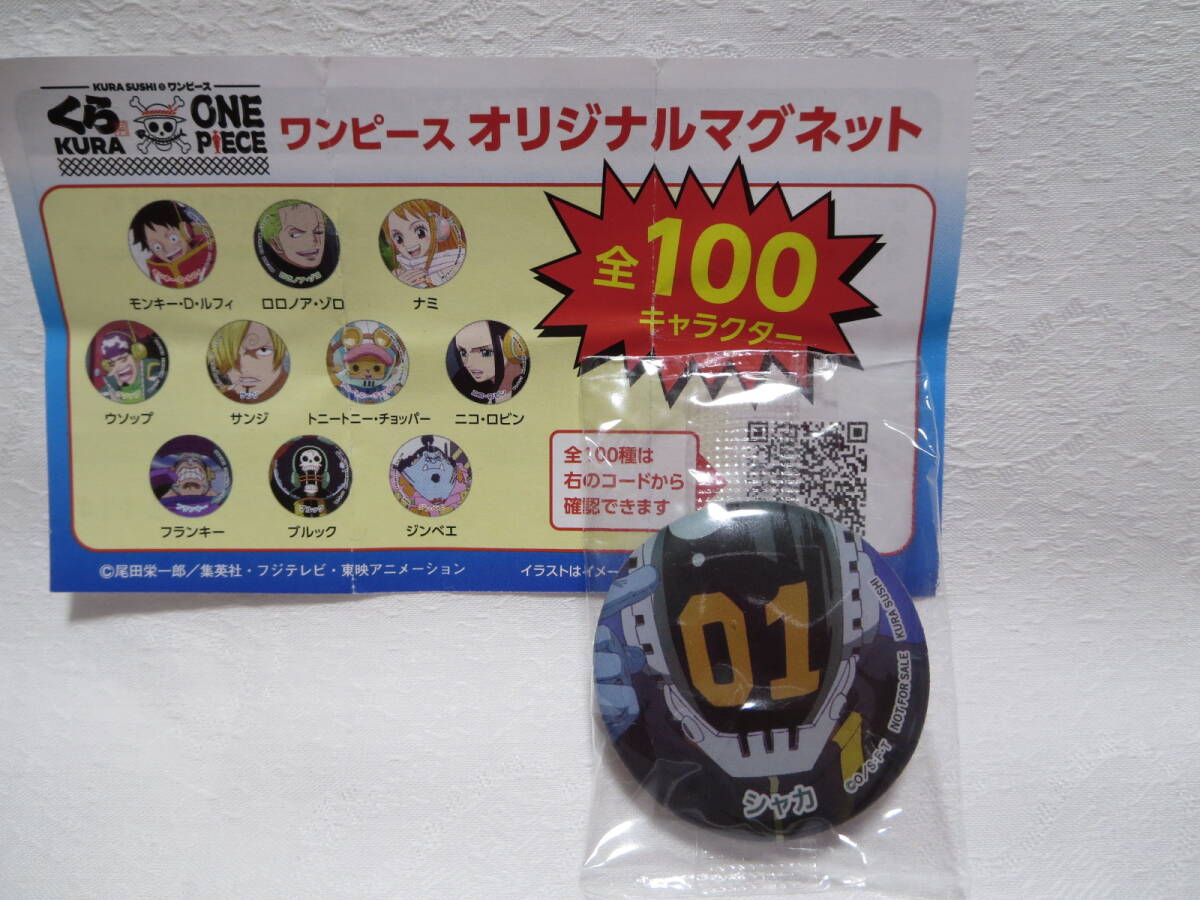 KURA SUSHI & ワンピース
くら
KURA
ONE
PIECE
ワンピース オリジナルマグネット
全100
キャラクター
モンキー・D・ルフィ
ロロノア・ゾロ
ナミ
ウソップ
サンジ
トニートニー・チョッパー
ニコ・ロビン
フランキー
ブルック
ジンベエ
全100種は
右のコードから
確認できます
©尾田栄一郎／集英社・フジテレビ・東映アニメーション
イラストはイメー
01
1
シャカ
©O/S・F・T NOT FOR SALE KURA SUSHI